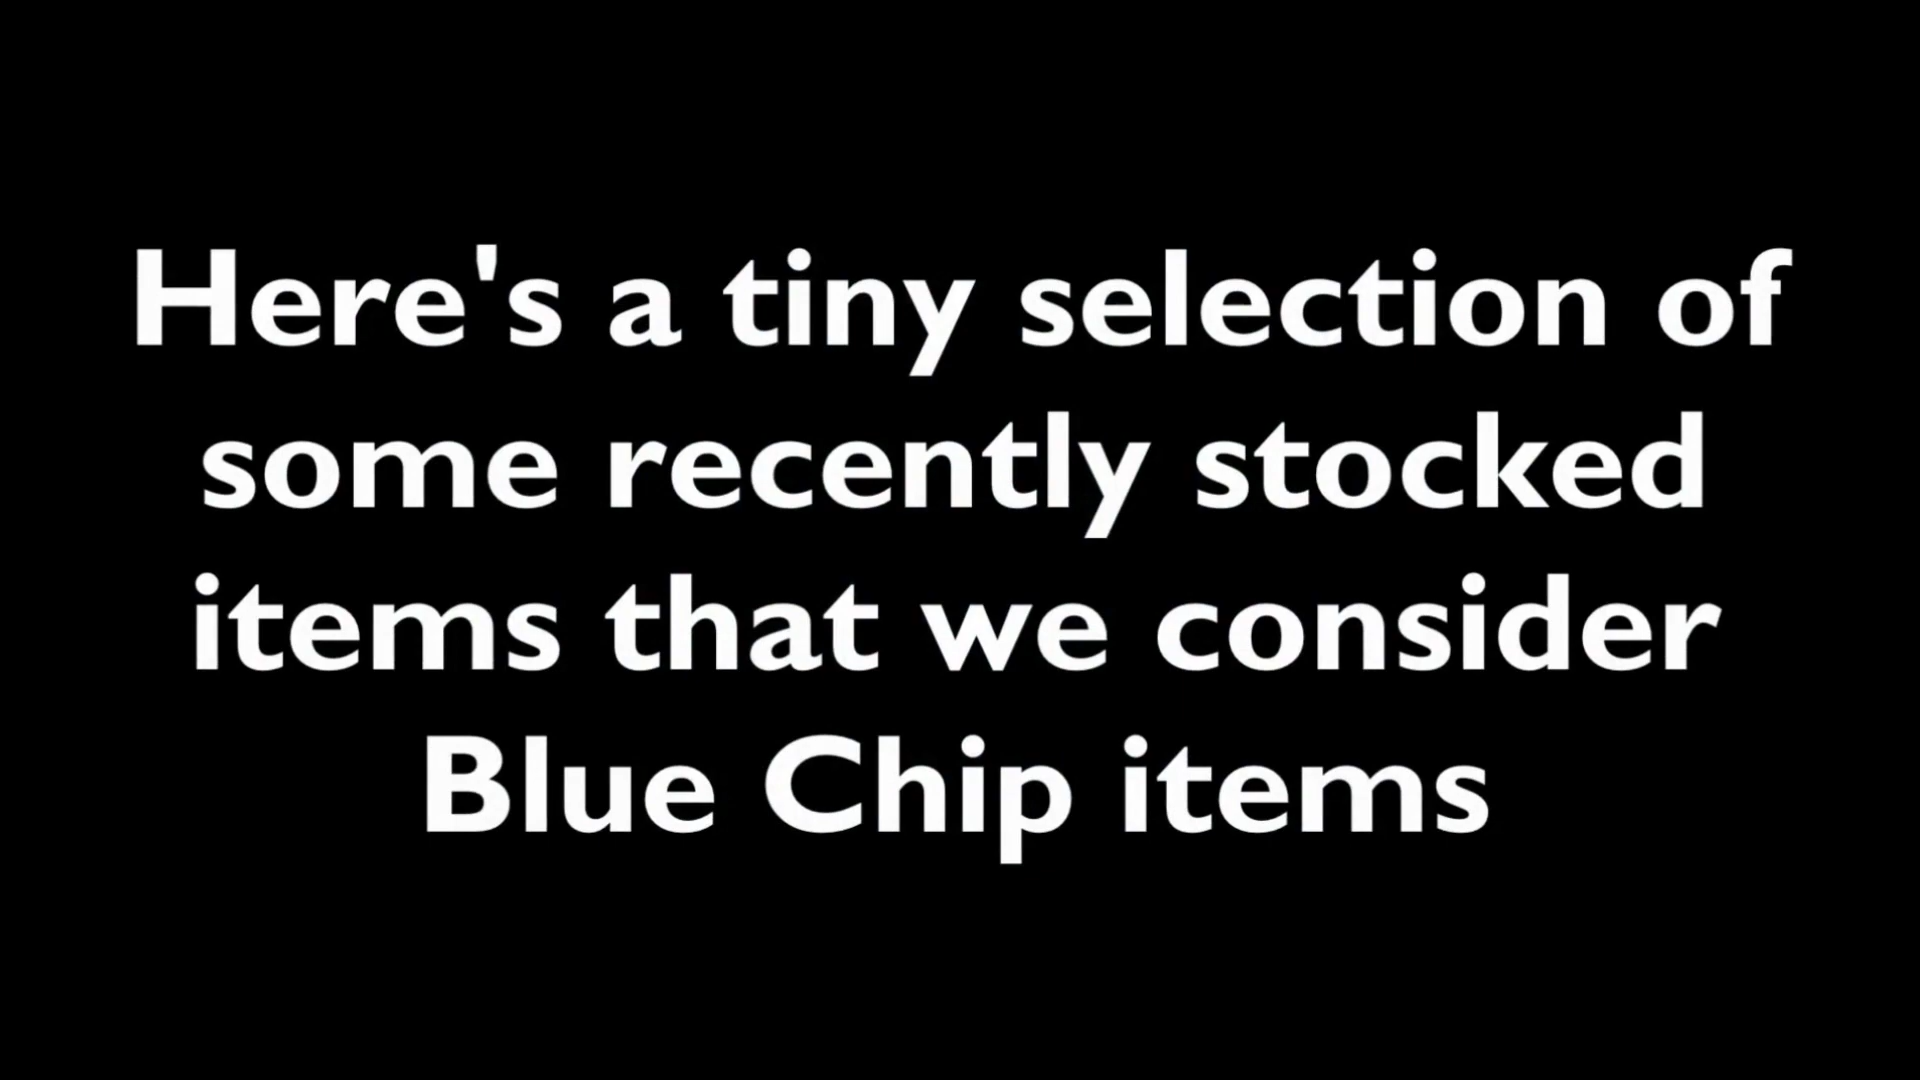 Here's a tiny selection of
some recently stocked
items that we consider
Blue Chip items